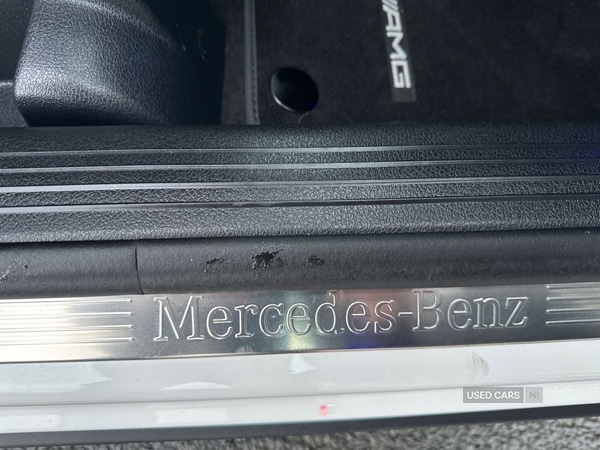 AMG
Mercedes-Benz
USED CARS NI